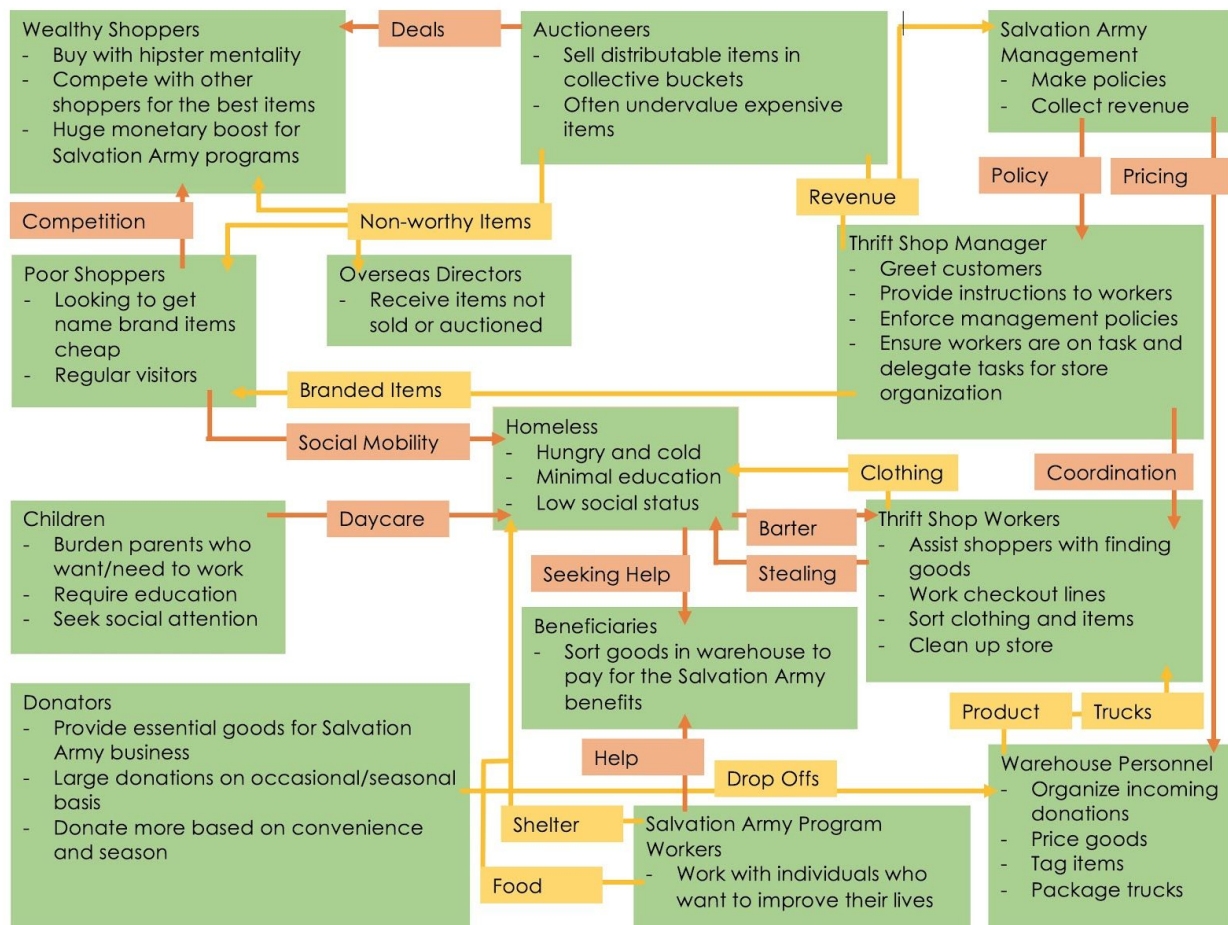 Wealthy Shoppers
- Buy with hipster mentality
- Compete with other
shoppers for the best items
- Huge monetary boost for
Salvation Army programs
Deals
Auctioneers
- Sell distributable items in
collective buckets
- Often undervalue expensive
items
Salvation Army
Management
- Make policies
- Collect revenue
Revenue
Policy
Pricing
Competition
Non-worthy Items
Poor Shoppers
- Looking to get
name brand items
cheap
- Regular visitors
Overseas Directors
- Receive items not
sold or auctioned
Thrift Shop Manager
- Greet customers
- Provide instructions to workers
- Enforce management policies
- Ensure workers are on task and
delegate tasks for store
organization
Branded Items
Social Mobility
Homeless
- Hungry and cold
- Minimal education
- Low social status
Clothing
Coordination
Children
- Burden parents who
want/need to work
- Require education
- Seek social attention
Daycare
Barter
Stealing
Seeking Help
Thrift Shop Workers
- Assist shoppers with finding
goods
- Work checkout lines
- Sort clothing and items
- Clean up store
Beneficiaries
- Sort goods in warehouse to
pay for the Salvation Army
benefits
Donators
- Provide essential goods for Salvation
Army business
- Large donations on occasional/seasonal
basis
- Donate more based on convenience
and season
Product
Trucks
Help
Drop Offs
Shelter
Food
Salvation Army Program
Workers
- Work with individuals who
want to improve their lives
Warehouse Personnel
- Organize incoming
donations
- Price goods
- Tag items
- Package trucks